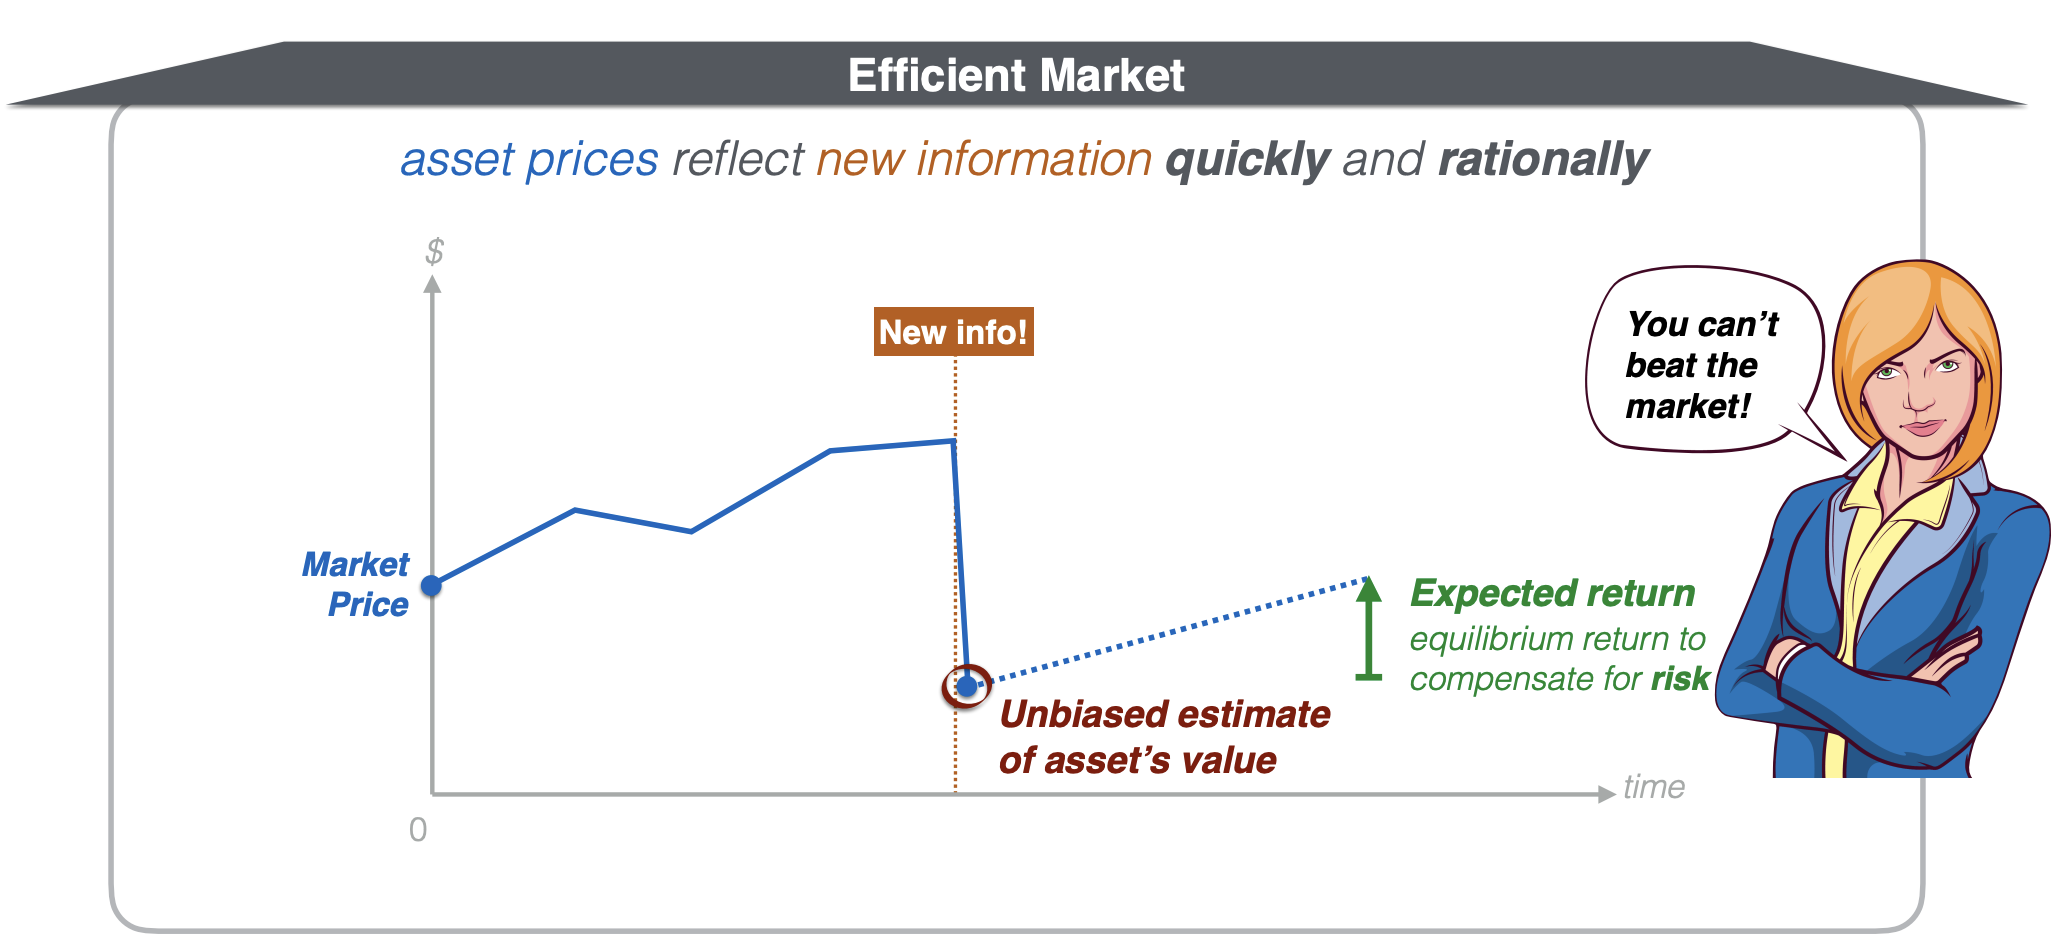 Efficient Market
asset prices reflect new information quickly and rationally
$
New info!
You can’t
beat the
market!
Market
Price
Expected return
equilibrium return to
compensate for risk
Unbiased estimate
of asset’s value
time
0